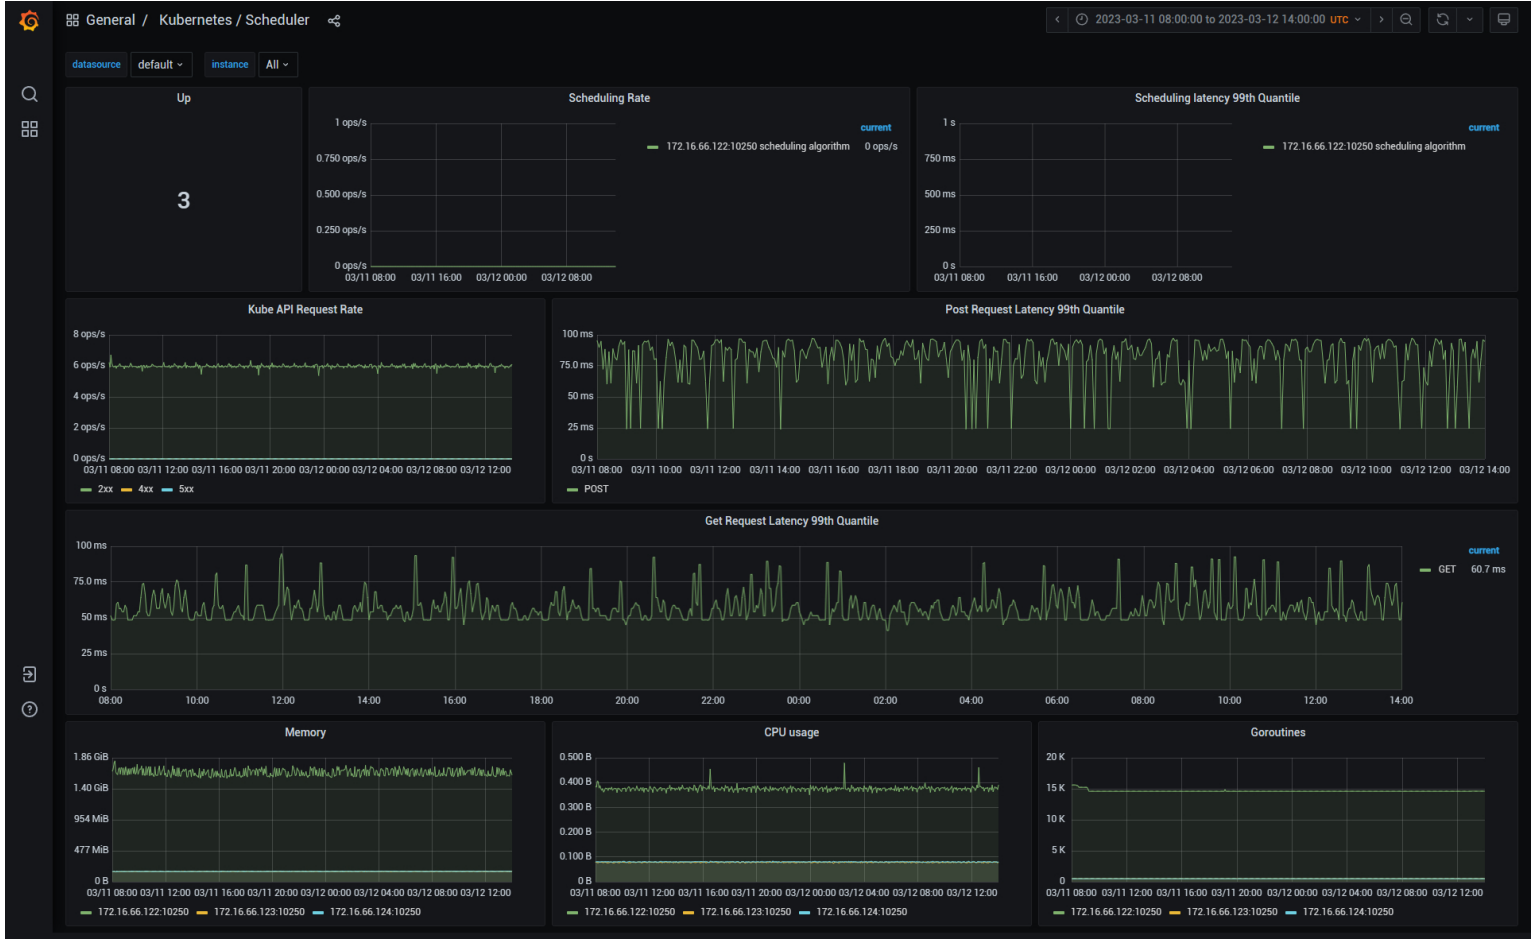 General / Kubernetes / Scheduler
2023-03-11 08:00:00 to 2023-03-12 14:00:00 UTC
datasource default instance All
Up
3
Scheduling Rate
1 ops/s
0.750 ops/s
0.500 ops/s
0.250 ops/s
0 ops/s
03/11 08:00 03/11 16:00 03/12 00:00 03/12 08:00
current
172.16.66.122:10250 scheduling algorithm 0 ops/s
Scheduling latency 99th Quantile
1 s
750 ms
500 ms
250 ms
0 s
03/11 08:00 03/11 16:00 03/12 00:00 03/12 08:00
current
172.16.66.122:10250 scheduling algorithm
Kube API Request Rate
8 ops/s
6 ops/s
4 ops/s
2 ops/s
0 ops/s
03/11 08:00 03/11 12:00 03/11 16:00 03/11 20:00 03/12 00:00 03/12 04:00 03/12 08:00 03/12 12:00
2xx 4xx 5xx
Post Request Latency 99th Quantile
100 ms
75.0 ms
50 ms
25 ms
0 s
03/11 08:00 03/11 10:00 03/11 12:00 03/11 14:00 03/11 16:00 03/11 18:00 03/11 20:00 03/11 22:00 03/12 00:00 03/12 02:00 03/12 04:00 03/12 06:00 03/12 08:00 03/12 10:00 03/12 12:00 03/12 14:00
POST
Get Request Latency 99th Quantile
100 ms
75.0 ms
50 ms
25 ms
0 s
08:00 10:00 12:00 14:00 16:00 18:00 20:00 22:00 00:00 02:00 04:00 06:00 08:00 10:00 12:00 14:00
current
GET 60.7 ms
Memory
1.86 GiB
1.40 GiB
954 MiB
477 MiB
0 B
03/11 08:00 03/11 12:00 03/11 16:00 03/11 20:00 03/12 00:00 03/12 04:00 03/12 08:00 03/12 12:00
172.16.66.122:10250 172.16.66.123:10250 172.16.66.124:10250
CPU usage
0.500 B
0.400 B
0.300 B
0.200 B
0.100 B
0 B
03/11 08:00 03/11 12:00 03/11 16:00 03/11 20:00 03/12 00:00 03/12 04:00 03/12 08:00 03/12 12:00
172.16.66.122:10250 172.16.66.123:10250 172.16.66.124:10250
Goroutines
20 K
15 K
10 K
5 K
0
03/11 08:00 03/11 12:00 03/11 16:00 03/11 20:00 03/12 00:00 03/12 04:00 03/12 08:00 03/12 12:00
172.16.66.122:10250 172.16.66.123:10250 172.16.66.124:10250